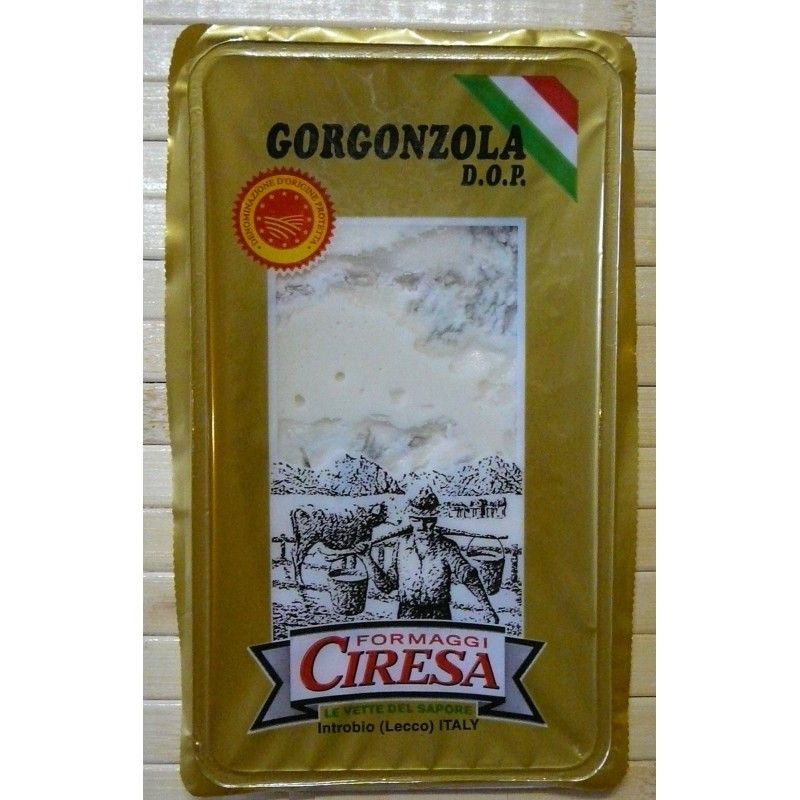 GORGONZOLA
D.O.P.
DENOMINAZIONE D'ORIGINE PROTETTA
FORMAGGI
CIRESA
LE VETTE DEL SAPORE
Introbio (Lecco) ITALY